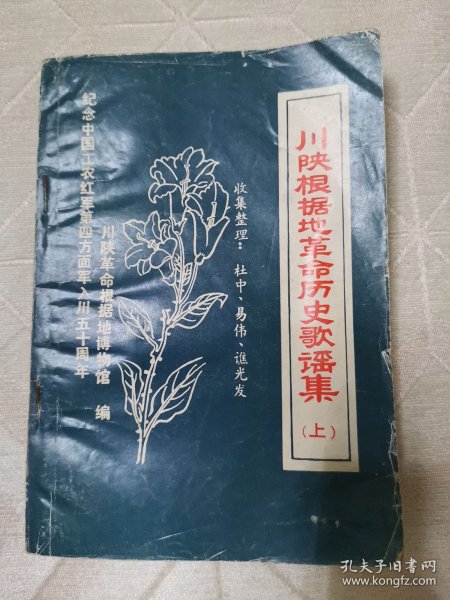 川陕根据地革命历史歌谣集
(上)
收集整理：杜中、易伟、谯光发
川陕革命根据地博物馆 编
纪念中国工农红军第四方面军入川五十周年
孔夫子旧书网
www.kongfz.com